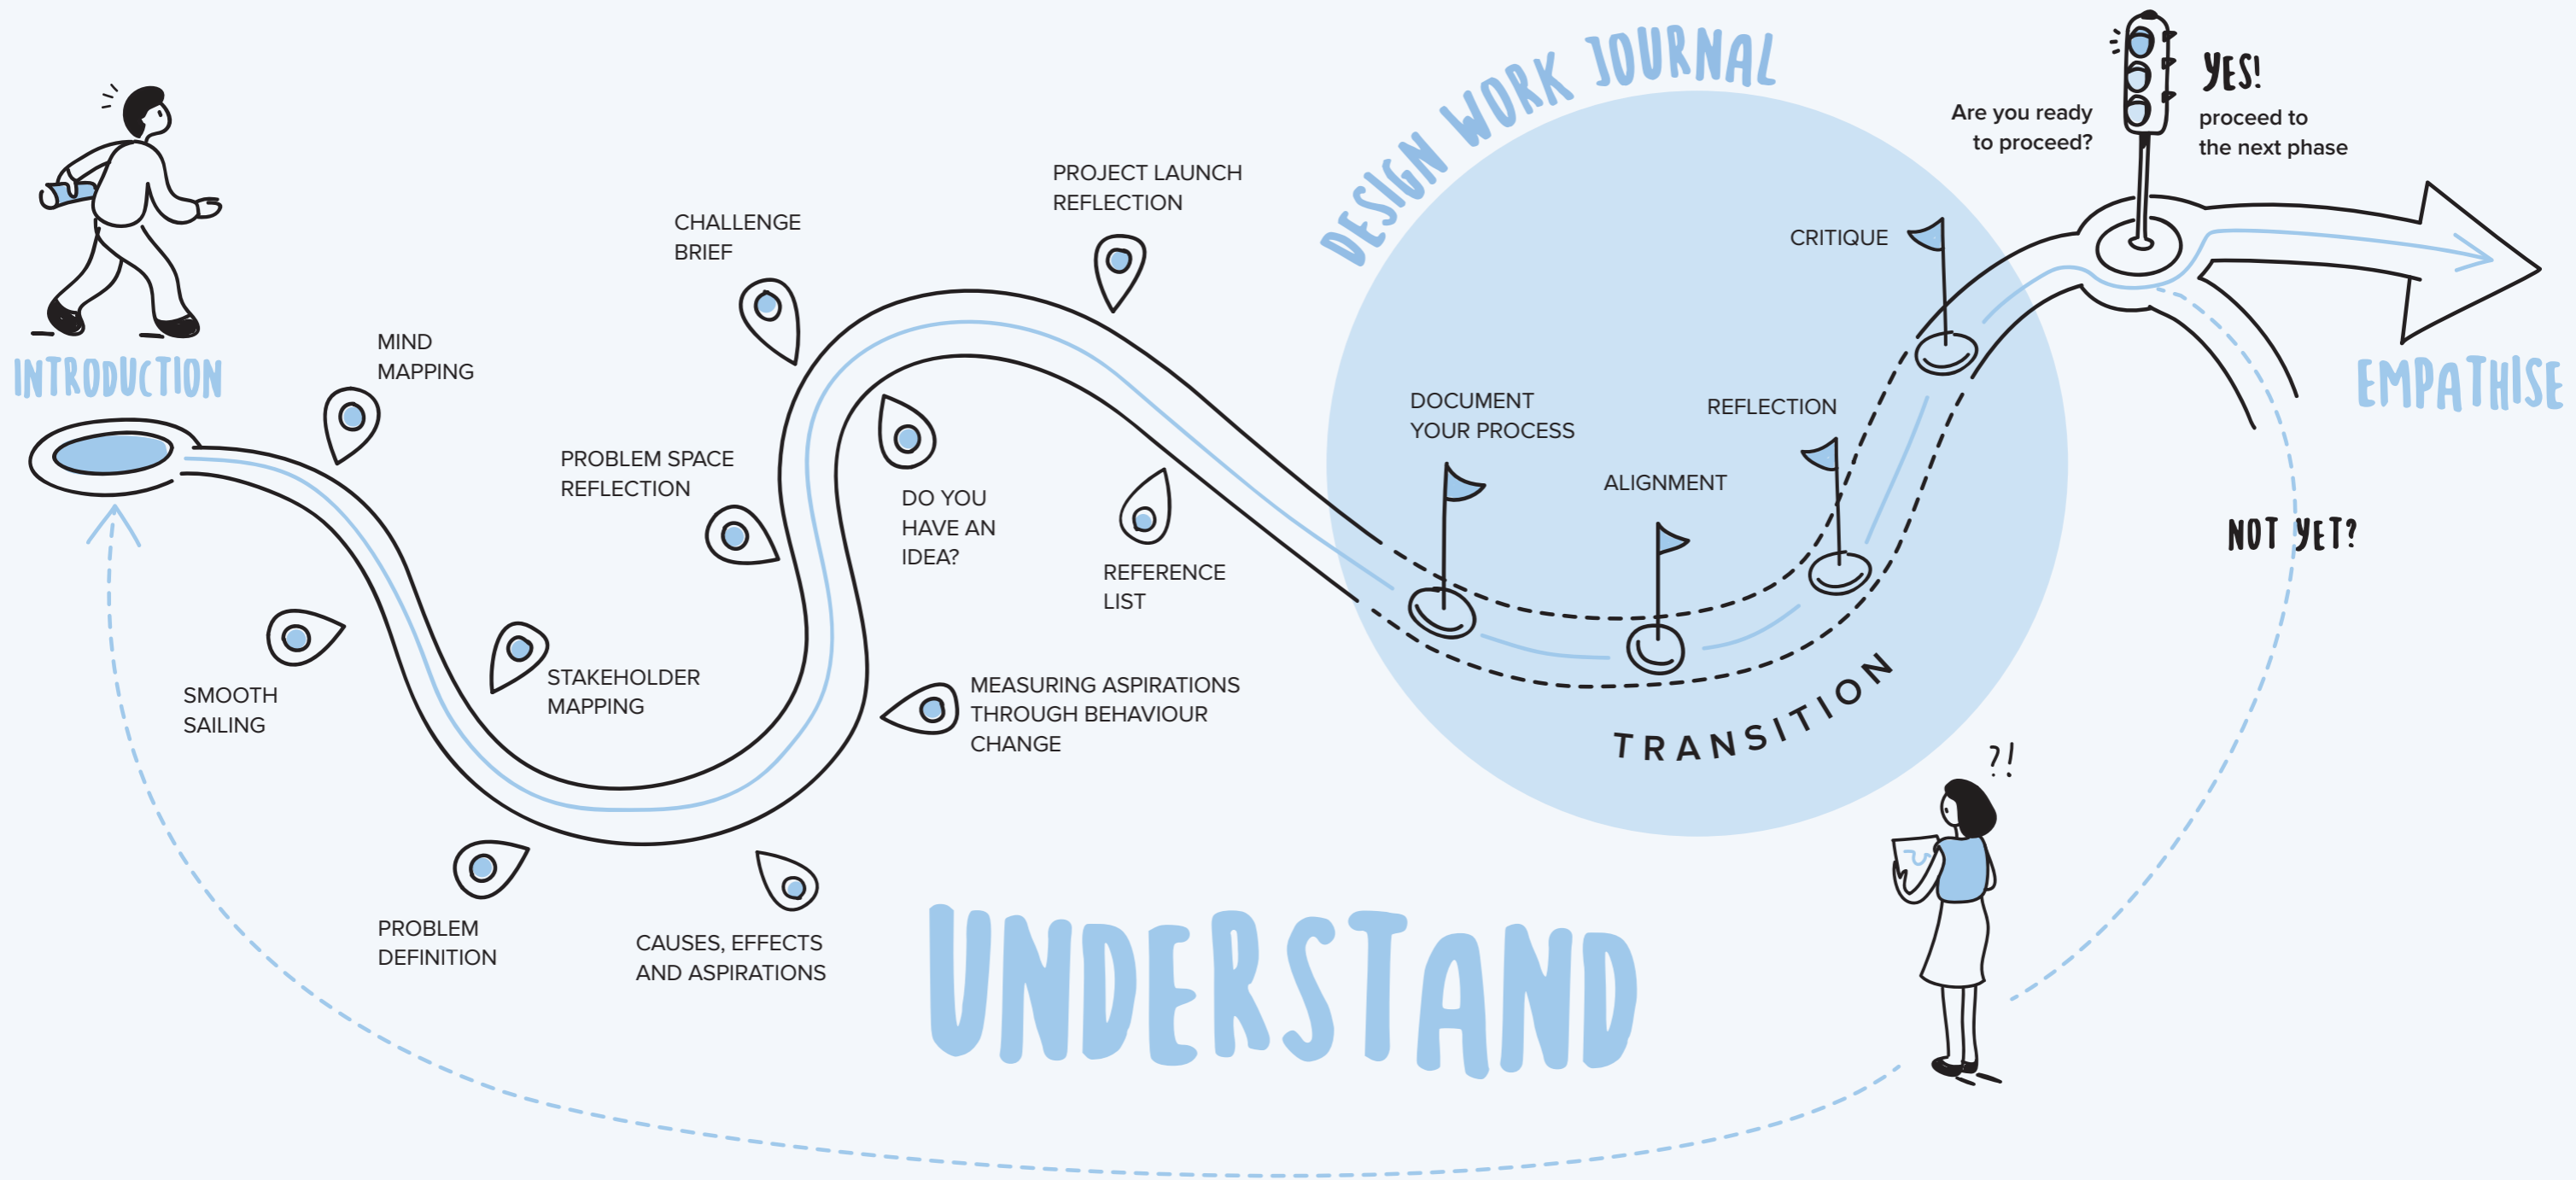 INTRODUCTION
MIND
MAPPING
SMOOTH
SAILING
STAKEHOLDER
MAPPING
PROBLEM
DEFINITION
CAUSES, EFFECTS
AND ASPIRATIONS
MEASURING ASPIRATIONS
THROUGH BEHAVIOUR
CHANGE
PROBLEM SPACE
REFLECTION
CHALLENGE
BRIEF
DO YOU
HAVE AN
IDEA?
PROJECT LAUNCH
REFLECTION
REFERENCE
LIST
DESIGN WORK JOURNAL
DOCUMENT
YOUR PROCESS
ALIGNMENT
REFLECTION
CRITIQUE
TRANSITION
Are you ready
to proceed?
YES!
proceed to
the next phase
EMPATHISE
NOT YET?
?!
UNDERSTAND